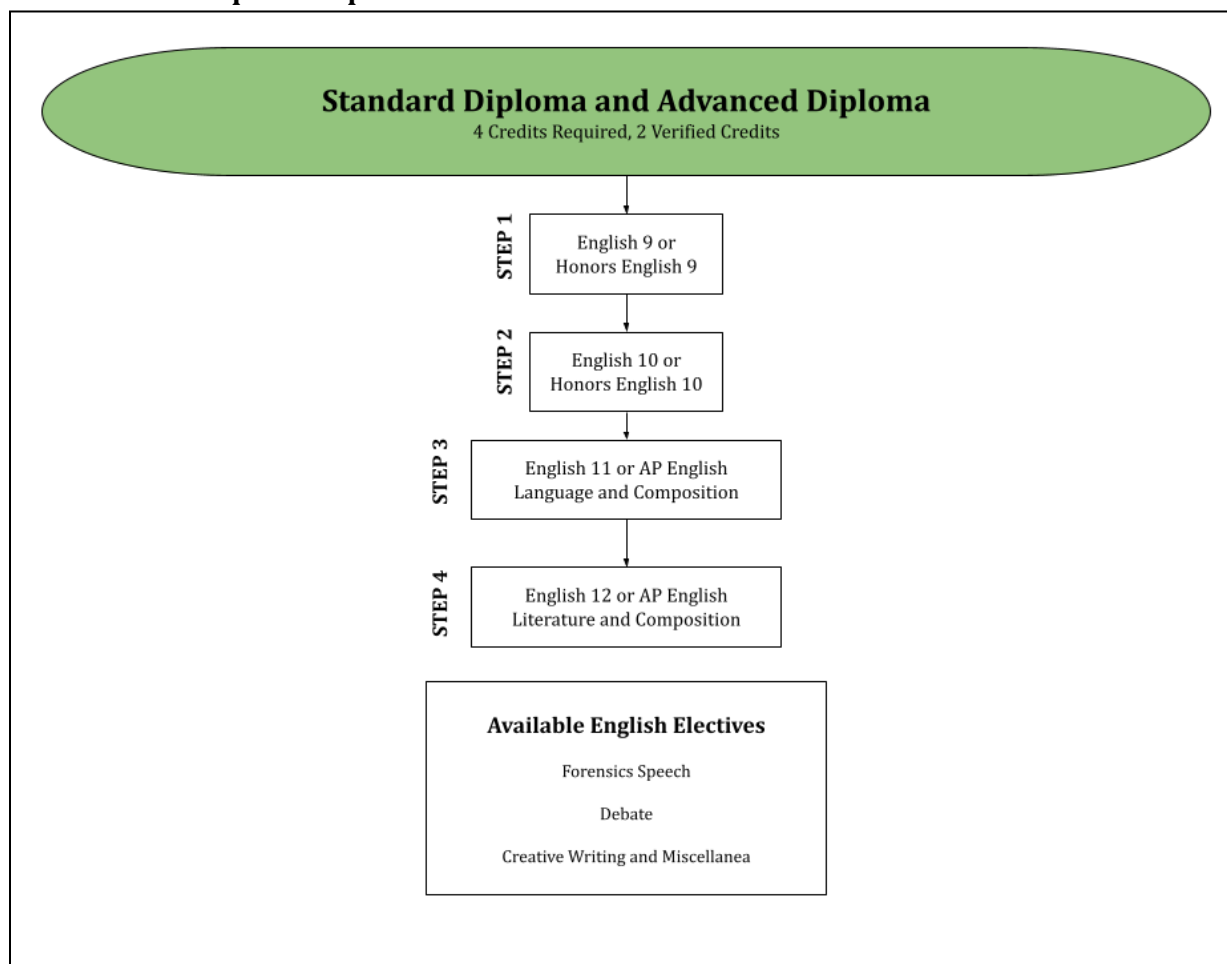 Standard Diploma and Advanced Diploma
4 Credits Required, 2 Verified Credits
STEP 1
English 9 or
Honors English 9
STEP 2
English 10 or
Honors English 10
STEP 3
English 11 or AP English
Language and Composition
STEP 4
English 12 or AP English
Literature and Composition
Available English Electives
Forensics Speech
Debate
Creative Writing and Miscellanea